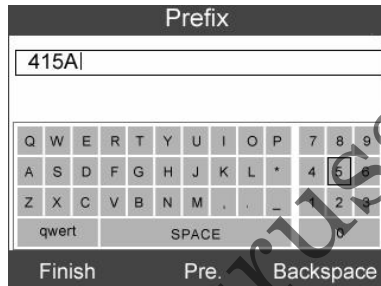 Prefix
415A
Q W E R T Y U I O P 7 8 9
A S D F G H J K L * 4 5 6
Z X C V B N M , . _ 1 2 3
qwert SPACE 0
Finish Pre. Backspace